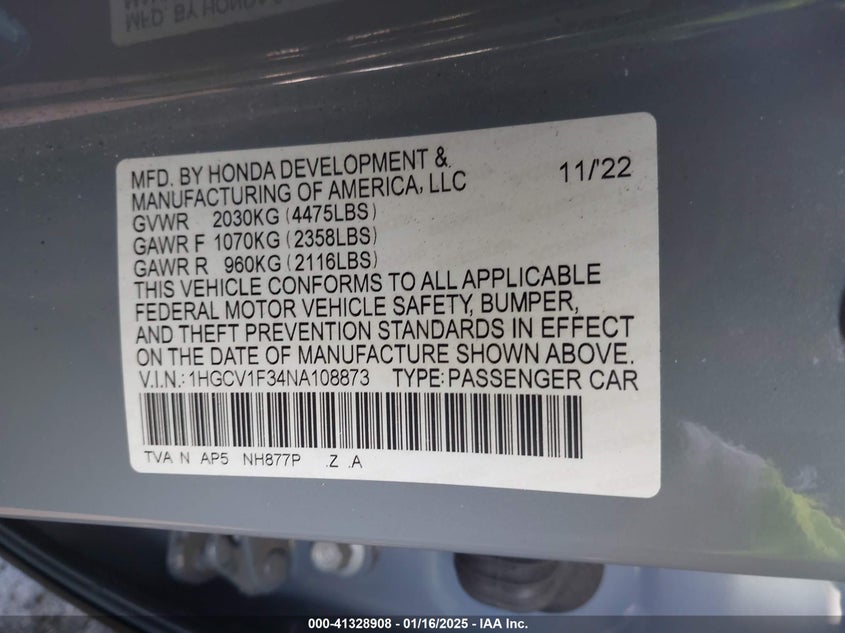 MFD. BY HONDA DEVELOPMENT &
MANUFACTURING OF AMERICA, LLC 11/'22
GVWR 2030KG (4475LBS)
GAWR F 1070KG (2358LBS)
GAWR R 960KG (2116LBS)
THIS VEHICLE CONFORMS TO ALL APPLICABLE
FEDERAL MOTOR VEHICLE SAFETY, BUMPER,
AND THEFT PREVENTION STANDARDS IN EFFECT
ON THE DATE OF MANUFACTURE SHOWN ABOVE.
V.I.N.: 1HGCV1F34NA108873 TYPE: PASSENGER CAR
TVA N AP5 NH877P .Z .A
000-41328908 - 01/16/2025 - IAA Inc.